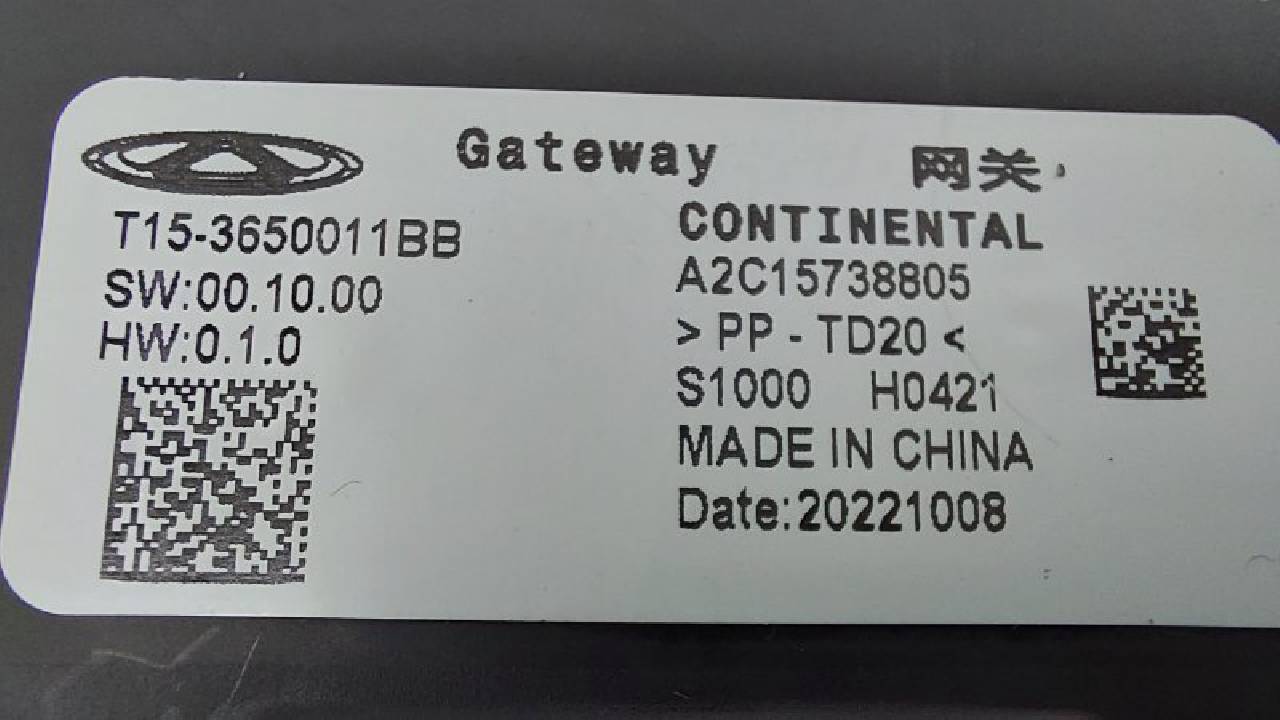 Gateway 网关
T15-3650011BB
SW:00.10.00
HW:0.1.0
CONTINENTAL
A2C15738805
> PP - TD20 <
S1000 H0421
MADE IN CHINA
Date:20221008